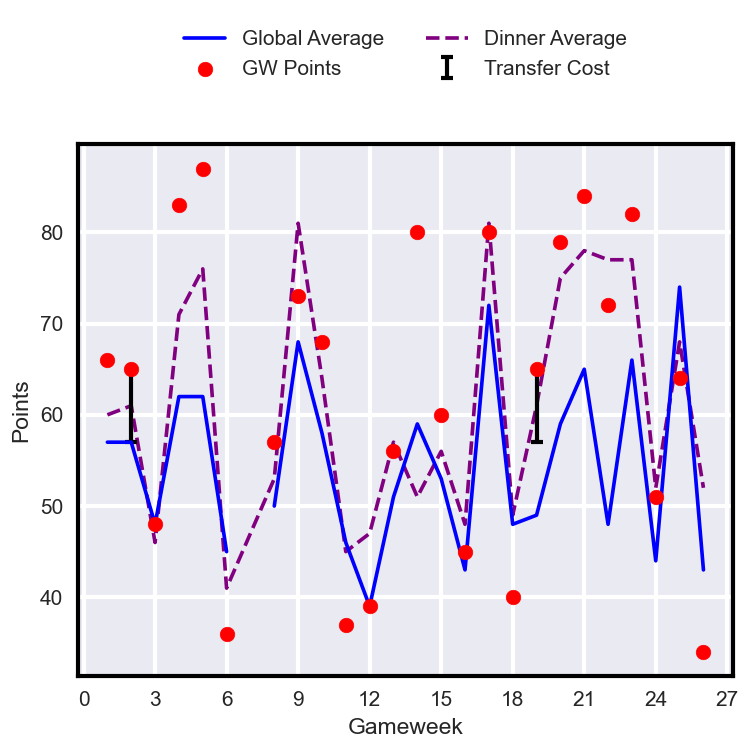 Global Average
Dinner Average
GW Points
Transfer Cost
80
70
60
50
40
Points
0 3 6 9 12 15 18 21 24 27
Gameweek